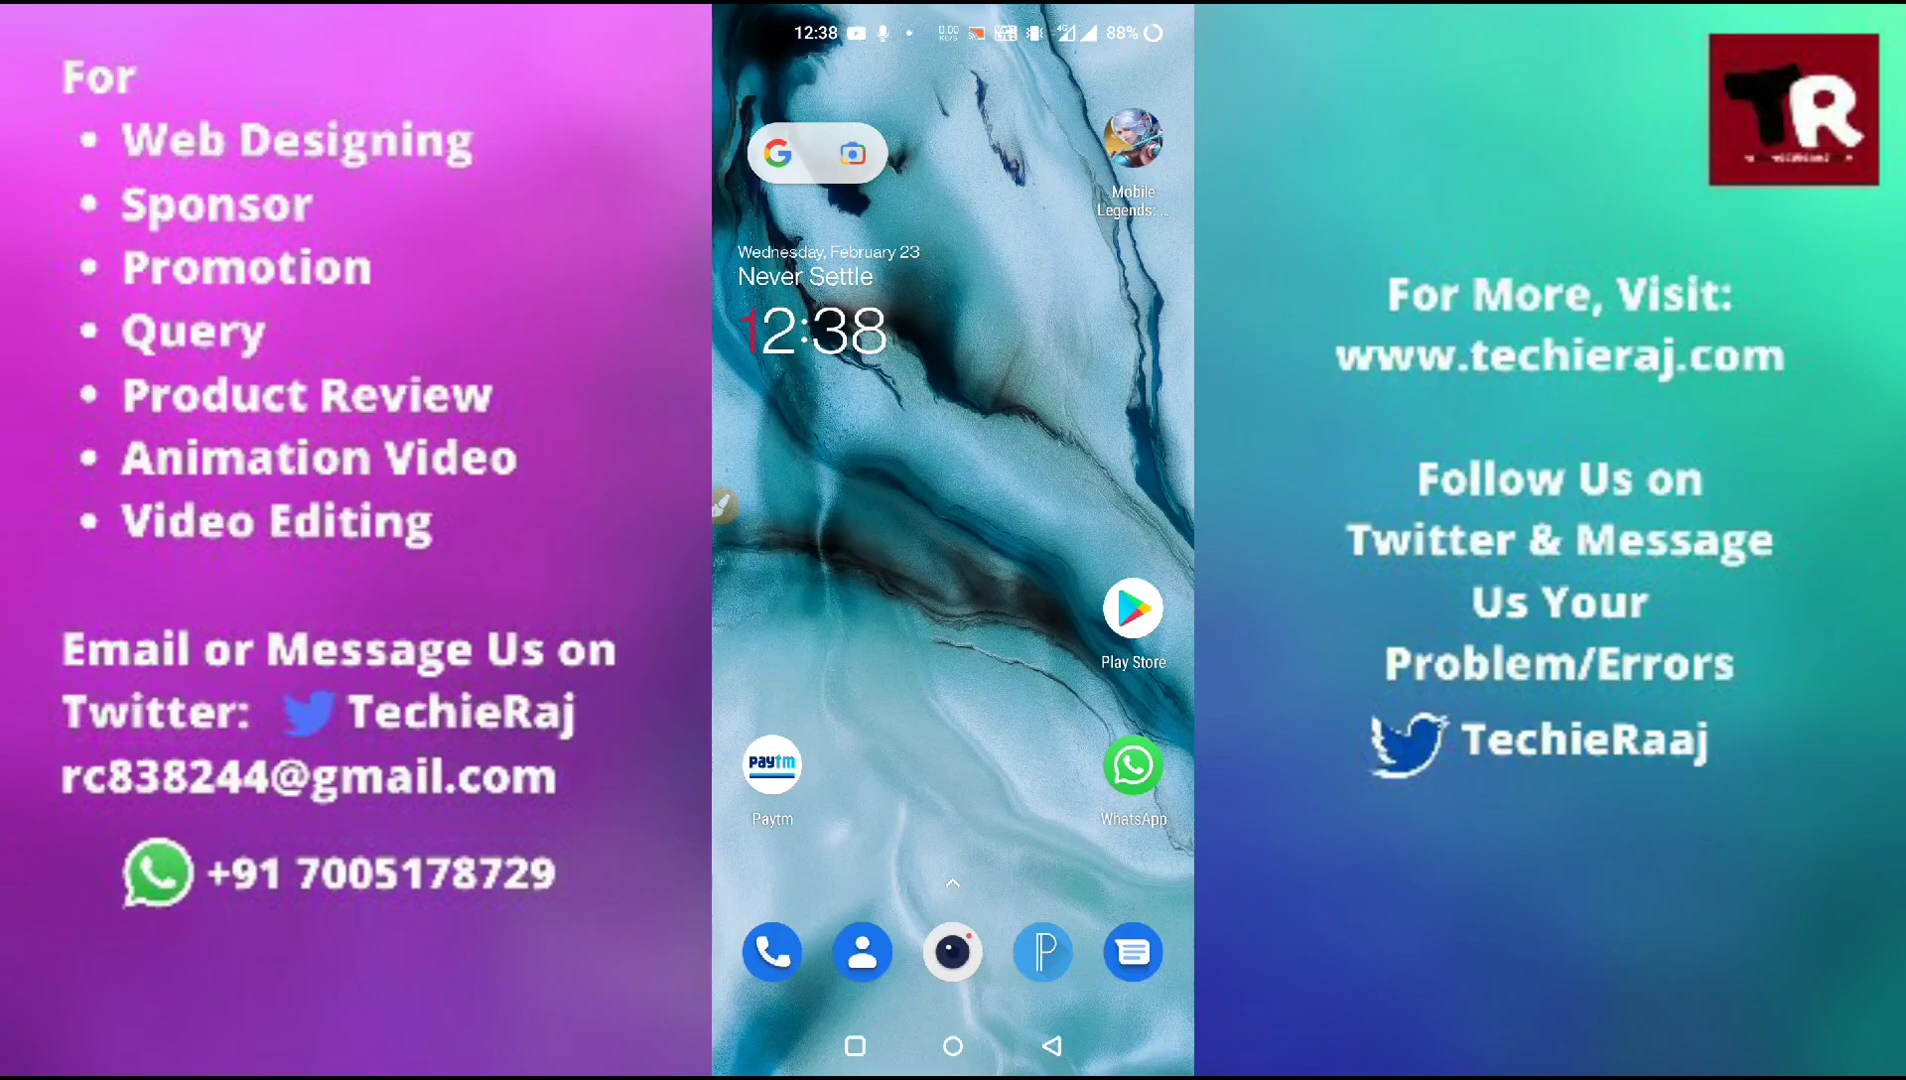 For
• Web Designing
• Sponsor
• Promotion
• Query
• Product Review
• Animation Video
• Video Editing
Email or Message Us on
Twitter: TechieRaj
rc838244@gmail.com
+91 7005178729
12:38
0.00
4G
88%
Mobile
Legends: ...
Wednesday, February 23
Never Settle
12:38
Play Store
Paytm
Paytm
WhatsApp
TR
For More, Visit:
www.techieraj.com
Follow Us on
Twitter & Message
Us Your
Problem/Errors
TechieRaaj